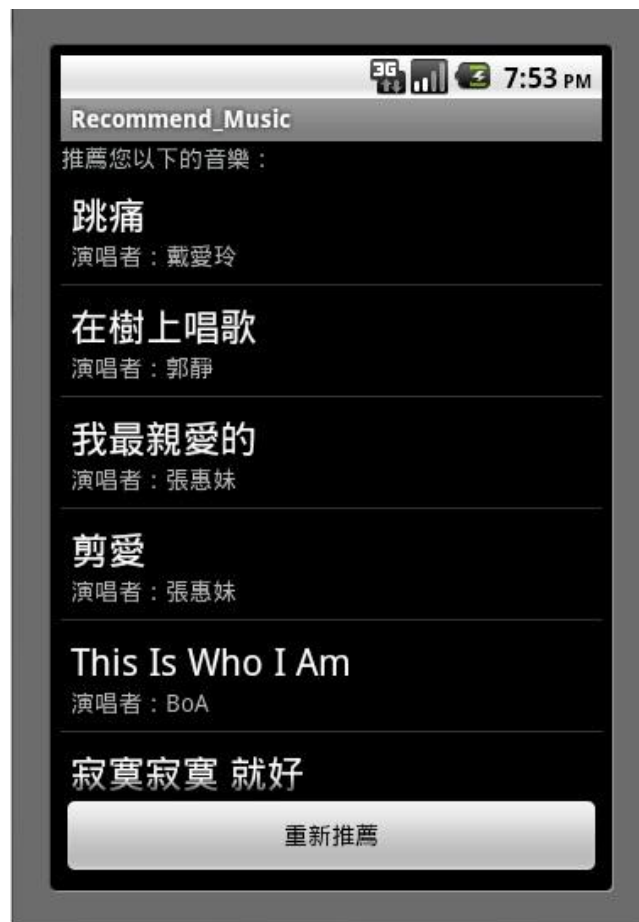 3G
7:53 PM
Recommend_Music
推薦您以下的音樂：
跳痛
演唱者：戴愛玲
在樹上唱歌
演唱者：郭靜
我最親愛的
演唱者：張惠妹
剪愛
演唱者：張惠妹
This Is Who I Am
演唱者：BoA
寂寞寂寞 就好
重新推薦